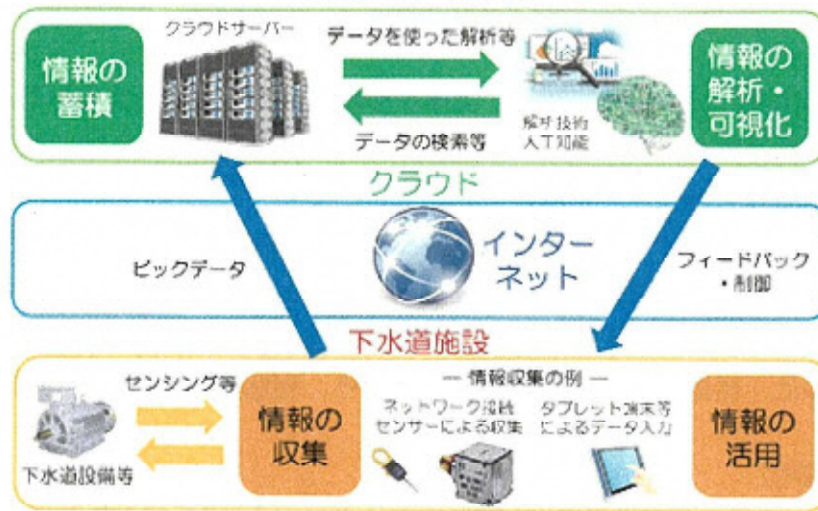 情報の
蓄積
クラウドサーバー
データを使った解析等
データの検索等
解析技術
人工知能
情報の
解析・
可視化
クラウド
ビックデータ
インター
ネット
フィードバック
・制御
下水道施設
センシング等
下水道設備等
情報の
収集
― 情報収集の例 ―
ネットワーク接続
センサーによる収集
タブレット端末等
によるデータ入力
情報の
活用